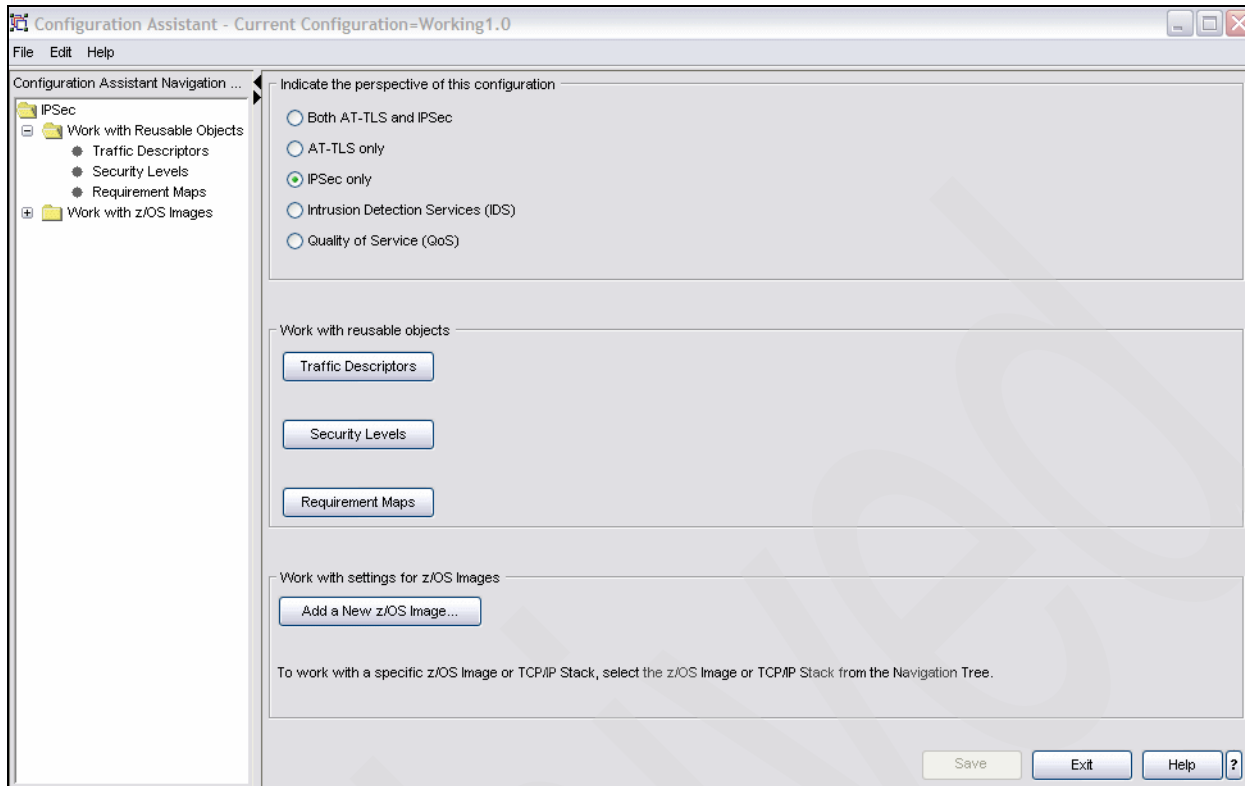 Configuration Assistant - Current Configuration=Working1.0
File Edit Help
Configuration Assistant Navigation ...
IPSec
Work with Reusable Objects
Traffic Descriptors
Security Levels
Requirement Maps
Work with z/OS Images
Indicate the perspective of this configuration
Both AT-TLS and IPSec
AT-TLS only
IPSec only
Intrusion Detection Services (IDS)
Quality of Service (QoS)
Work with reusable objects
Traffic Descriptors
Security Levels
Requirement Maps
Work with settings for z/OS Images
Add a New z/OS Image...
To work with a specific z/OS Image or TCP/IP Stack, select the z/OS Image or TCP/IP Stack from the Navigation Tree.
Save Exit Help ?